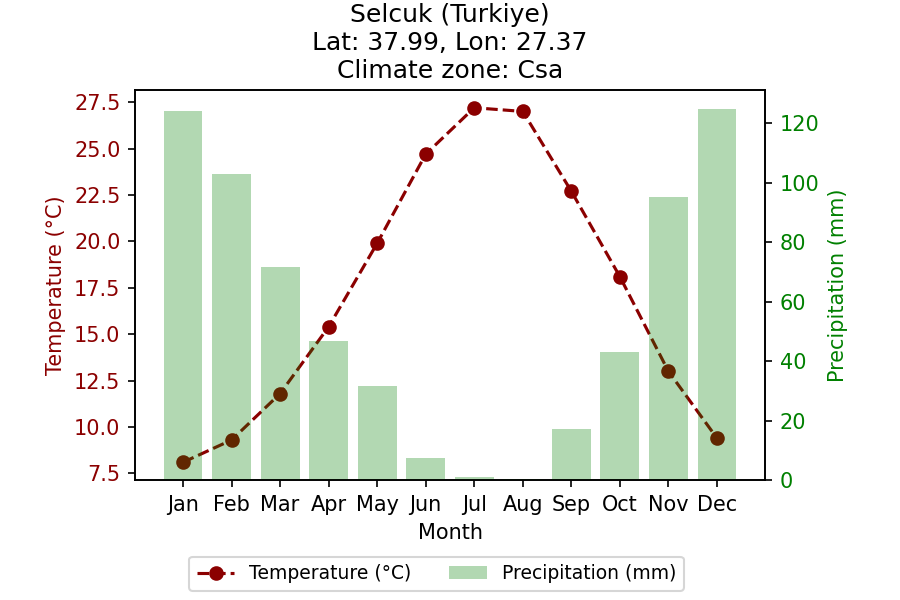 Selcuk (Turkiye)
Lat: 37.99, Lon: 27.37
Climate zone: Csa
27.5
25.0
22.5
20.0
17.5
15.0
12.5
10.0
7.5
Temperature (°C)
120
100
80
60
40
20
0
Precipitation (mm)
Jan Feb Mar Apr May Jun Jul Aug Sep Oct Nov Dec
Month
Temperature (°C) Precipitation (mm)